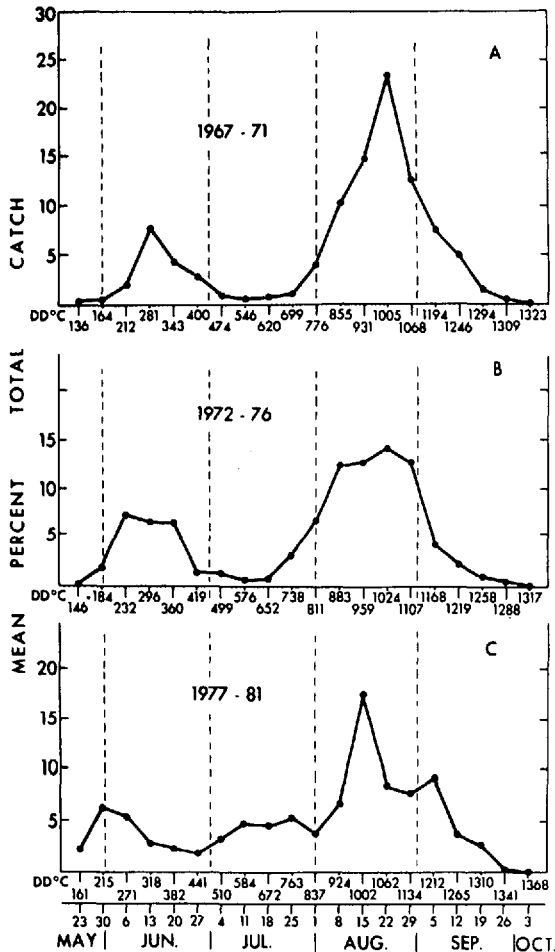 MEAN PERCENT TOTAL CATCH
30
25
20
15
10
5
A
1967 - 71
DD°C
164 281 400 546 699 855 1005 1194 1294 1323
136 212 343 474 620 776 931 1068 1246 1309
B
1972 - 76
15
10
5
DD°C
184 296 419 576 738 883 1024 1168 1258 1317
146 232 360 499 652 811 959 1107 1219 1288
C
1977 - 81
20
15
10
5
DD°C
215 318 441 584 763 924 1062 1212 1310 1368
161 271 382 510 672 837 1002 1134 1265 1341
23 30 6 13 20 27 4 11 18 25 1 8 15 22 29 5 12 19 26 3
MAY JUN. JUL. AUG. SEP. OCT.